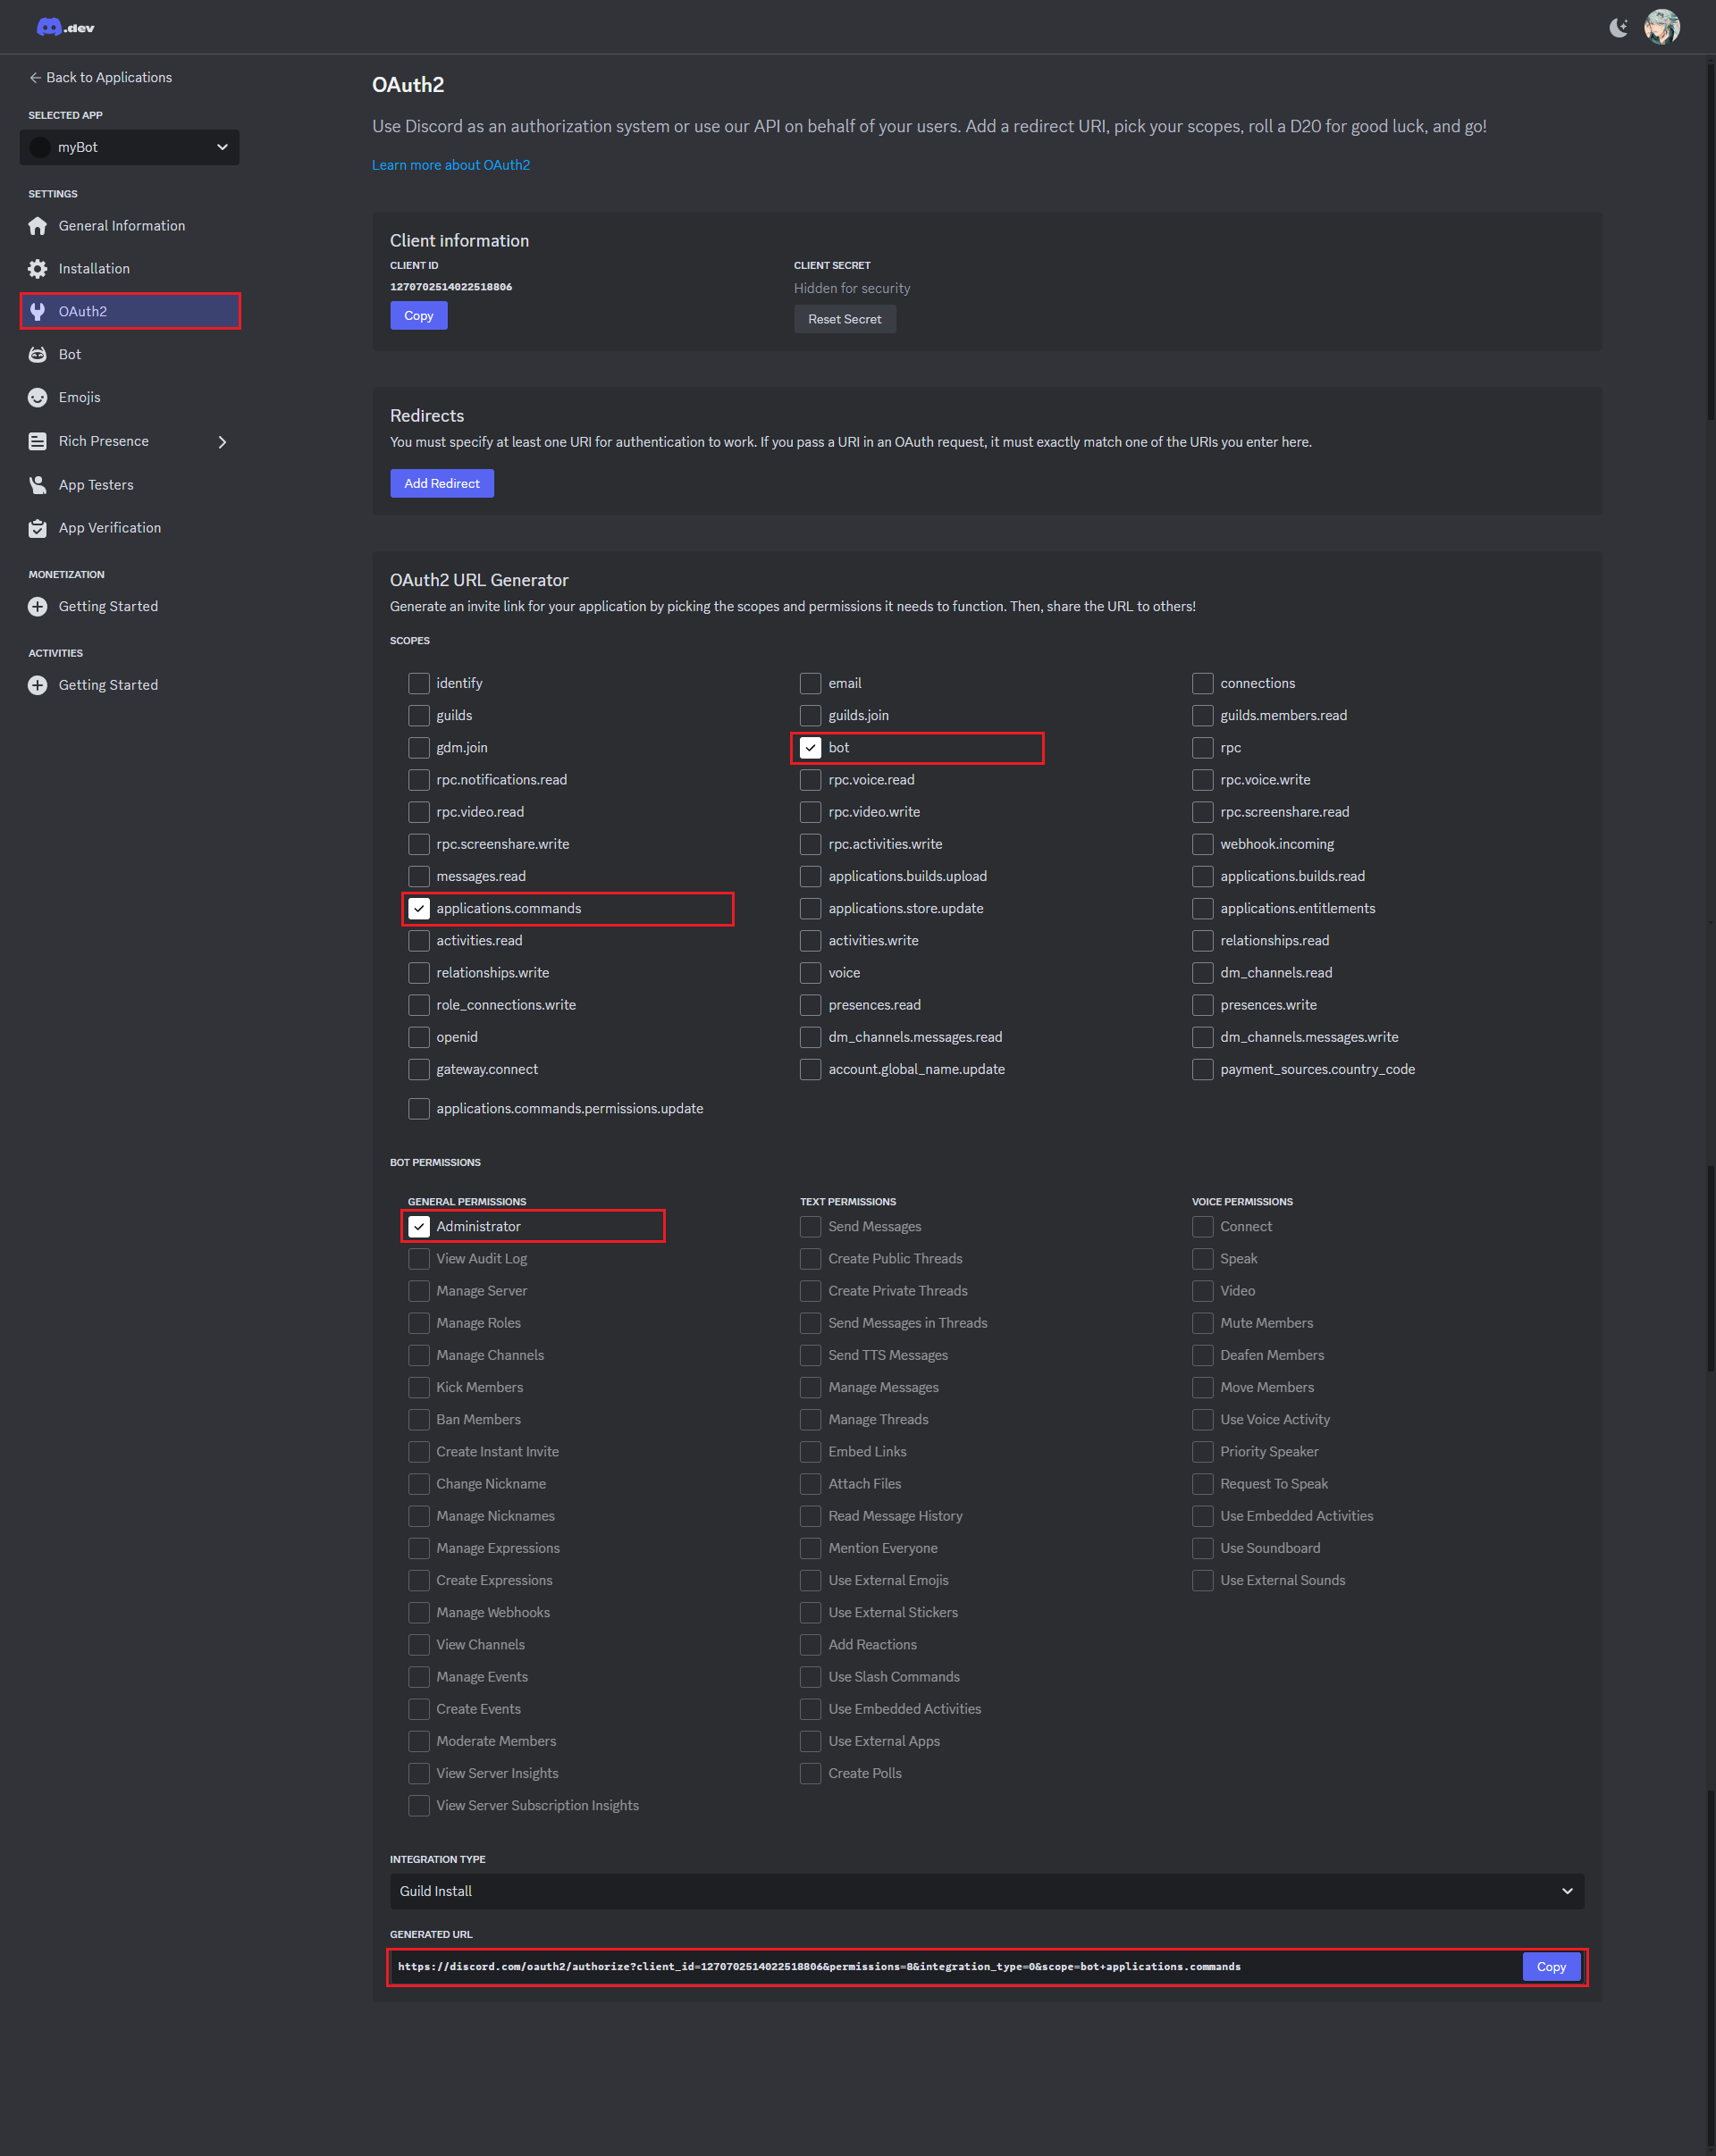 .dev
Back to Applications
SELECTED APP
myBot
SETTINGS
General Information
Installation
OAuth2
Bot
Emojis
Rich Presence
App Testers
App Verification
MONETIZATION
Getting Started
ACTIVITIES
Getting Started
OAuth2
Use Discord as an authorization system or use our API on behalf of your users. Add a redirect URI, pick your scopes, roll a D20 for good luck, and go!
Learn more about OAuth2
Client information
CLIENT ID
CLIENT SECRET
1270702514022518806
Hidden for security
Copy
Reset Secret
Redirects
You must specify at least one URI for authentication to work. If you pass a URI in an OAuth request, it must exactly match one of the URIs you enter here.
Add Redirect
OAuth2 URL Generator
Generate an invite link for your application by picking the scopes and permissions it needs to function. Then, share the URL to others!
SCOPES
identify
email
connections
guilds
guilds.join
guilds.members.read
gdm.join
bot
rpc
rpc.notifications.read
rpc.voice.read
rpc.voice.write
rpc.video.read
rpc.video.write
rpc.screenshare.read
rpc.screenshare.write
rpc.activities.write
webhook.incoming
messages.read
applications.builds.upload
applications.builds.read
applications.commands
applications.store.update
applications.entitlements
activities.read
activities.write
relationships.read
relationships.write
voice
dm_channels.read
role_connections.write
presences.read
presences.write
openid
dm_channels.messages.read
dm_channels.messages.write
gateway.connect
account.global_name.update
payment_sources.country_code
applications.commands.permissions.update
BOT PERMISSIONS
GENERAL PERMISSIONS
Administrator
View Audit Log
Manage Server
Manage Roles
Manage Channels
Kick Members
Ban Members
Create Instant Invite
Change Nickname
Manage Nicknames
Manage Expressions
Create Expressions
Manage Webhooks
View Channels
Manage Events
Create Events
Moderate Members
View Server Insights
View Server Subscription Insights
TEXT PERMISSIONS
Send Messages
Create Public Threads
Create Private Threads
Send Messages in Threads
Send TTS Messages
Manage Messages
Manage Threads
Embed Links
Attach Files
Read Message History
Mention Everyone
Use External Emojis
Use External Stickers
Add Reactions
Use Slash Commands
Use Embedded Activities
Use External Apps
Create Polls
VOICE PERMISSIONS
Connect
Speak
Video
Mute Members
Deafen Members
Move Members
Use Voice Activity
Priority Speaker
Request To Speak
Use Embedded Activities
Use Soundboard
Use External Sounds
INTEGRATION TYPE
Guild Install
GENERATED URL
https://discord.com/oauth2/authorize?client_id=1270702514022518806&permissions=8&integration_type=0&scope=bot+applications.commands
Copy